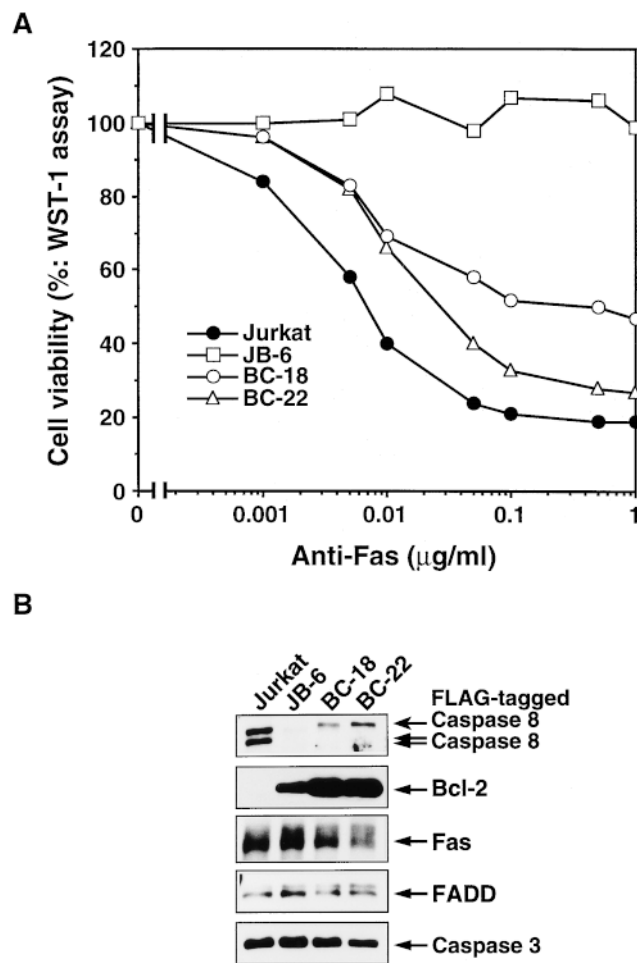 A
Cell viability (%: WST-1 assay)
120
100
80
60
40
20
0
Jurkat
JB-6
BC-18
BC-22
0 0.001 0.01 0.1 1
Anti-Fas (μg/ml)
B
Jurkat JB-6 BC-18 BC-22
FLAG-tagged
Caspase 8
Caspase 8
Bcl-2
Fas
FADD
Caspase 3